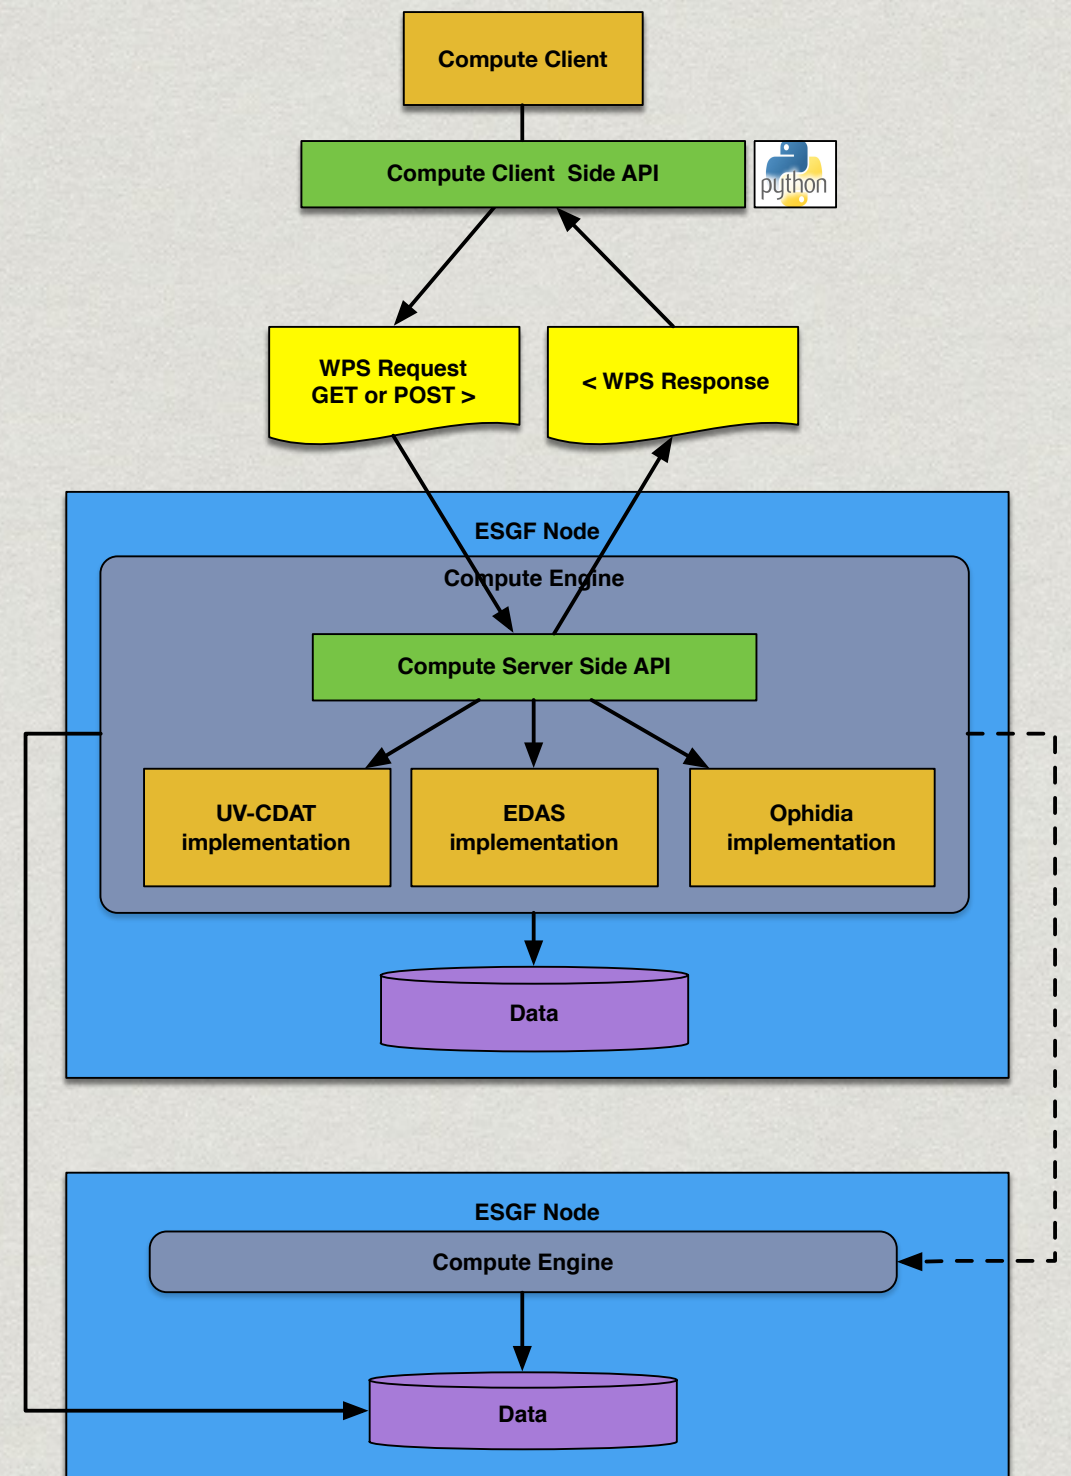 Compute Client
Compute Client  Side API
python
WPS Request
GET or POST >
< WPS Response
ESGF Node
Compute Engine
Compute Server Side API
UV-CDAT
implementation
EDAS
implementation
Ophidia
implementation
Data
ESGF Node
Compute Engine
Data